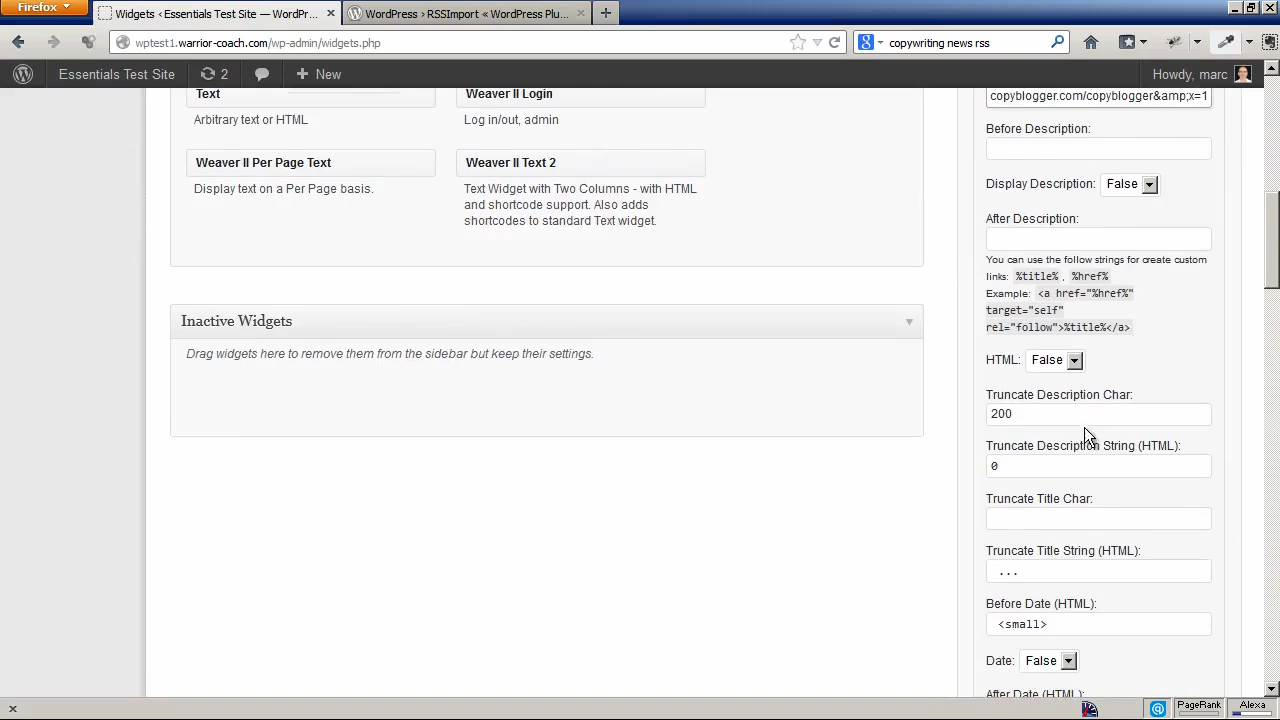 Firefox
Widgets ‹ Essentials Test Site — WordPr...
WordPress › RSSImport « WordPress Plu...
wptest1.warrior-coach.com/wp-admin/widgets.php
copywriting news rss
Essentials Test Site
2
New
Howdy, marc
Text
Weaver II Login
Arbitrary text or HTML
Log in/out, admin
Weaver II Per Page Text
Weaver II Text 2
Display text on a Per Page basis.
Text Widget with Two Columns - with HTML
and shortcode support. Also adds
shortcodes to standard Text widget.
Inactive Widgets
Drag widgets here to remove them from the sidebar but keep their settings.
copyblogger.com/copyblogger&amp;x=1
Before Description:
Display Description: False
After Description:
You can use the follow strings for create custom
links: %title% , %href%
Example: <a href="%href%"
target="self"
rel="follow">%title%</a>
HTML: False
Truncate Description Char:
200
Truncate Description String (HTML):
0
Truncate Title Char:
Truncate Title String (HTML):
...
Before Date (HTML):
<small>
Date: False
After Date (HTML):
PageRank
Alexa